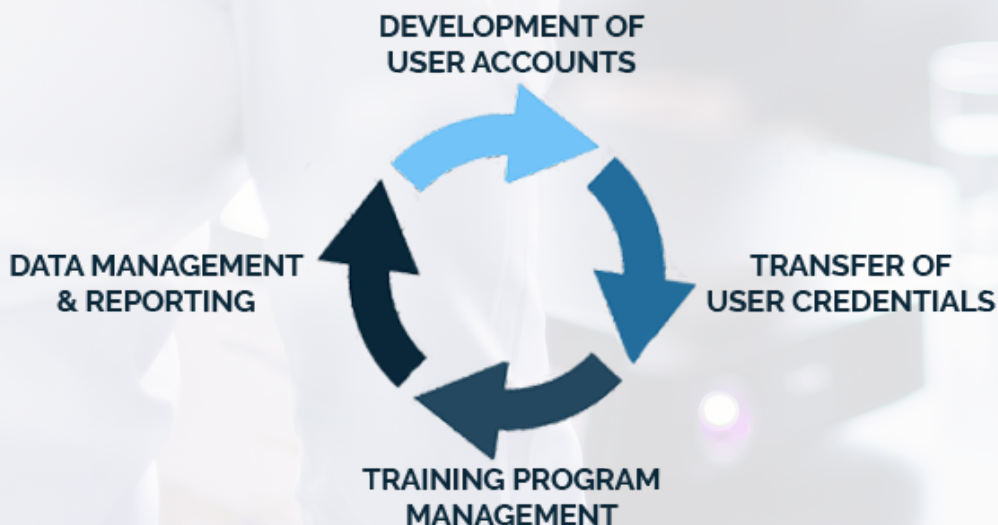 DEVELOPMENT OF
USER ACCOUNTS
DATA MANAGEMENT
& REPORTING
TRANSFER OF
USER CREDENTIALS
TRAINING PROGRAM
MANAGEMENT